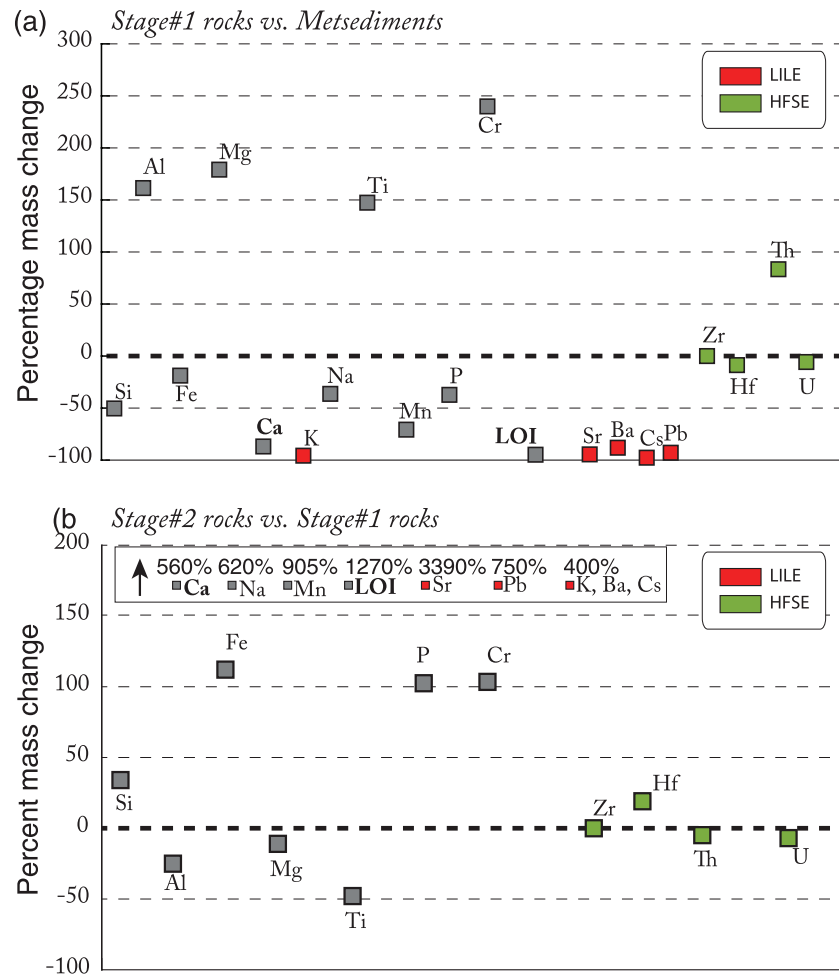 (a) Stage#1 rocks vs. Metsediments
Percentage mass change
300
250
200
150
100
50
0
-50
-100
LILE
HFSE
Cr
Al
Mg
Ti
Th
Zr
Hf
U
Si
Fe
Na
P
Mn
Ca
K
LOI
Sr
Ba
Cs
Pb
(b) Stage#2 rocks vs. Stage#1 rocks
Percent mass change
200
150
100
50
0
-50
-100
560% 620% 905% 1270% 3390% 750% 400%
Ca Na Mn LOI Sr Pb K, Ba, Cs
LILE
HFSE
Fe
P
Cr
Si
Al
Mg
Ti
Zr
Hf
Th
U